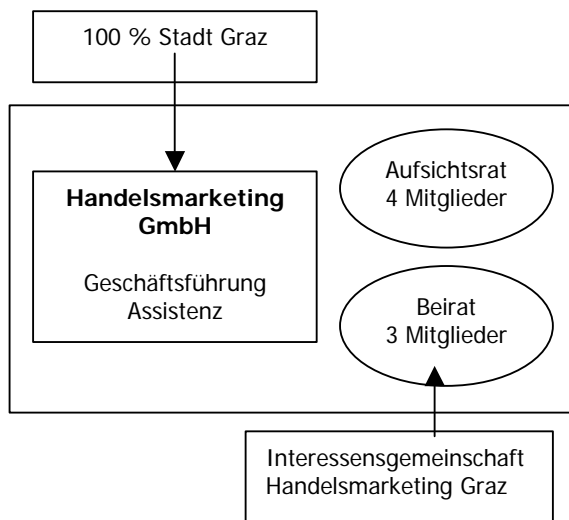 100 % Stadt Graz
Handelsmarketing
GmbH
Geschäftsführung
Assistenz
Aufsichtsrat
4 Mitglieder
Beirat
3 Mitglieder
Interessensgemeinschaft
Handelsmarketing Graz